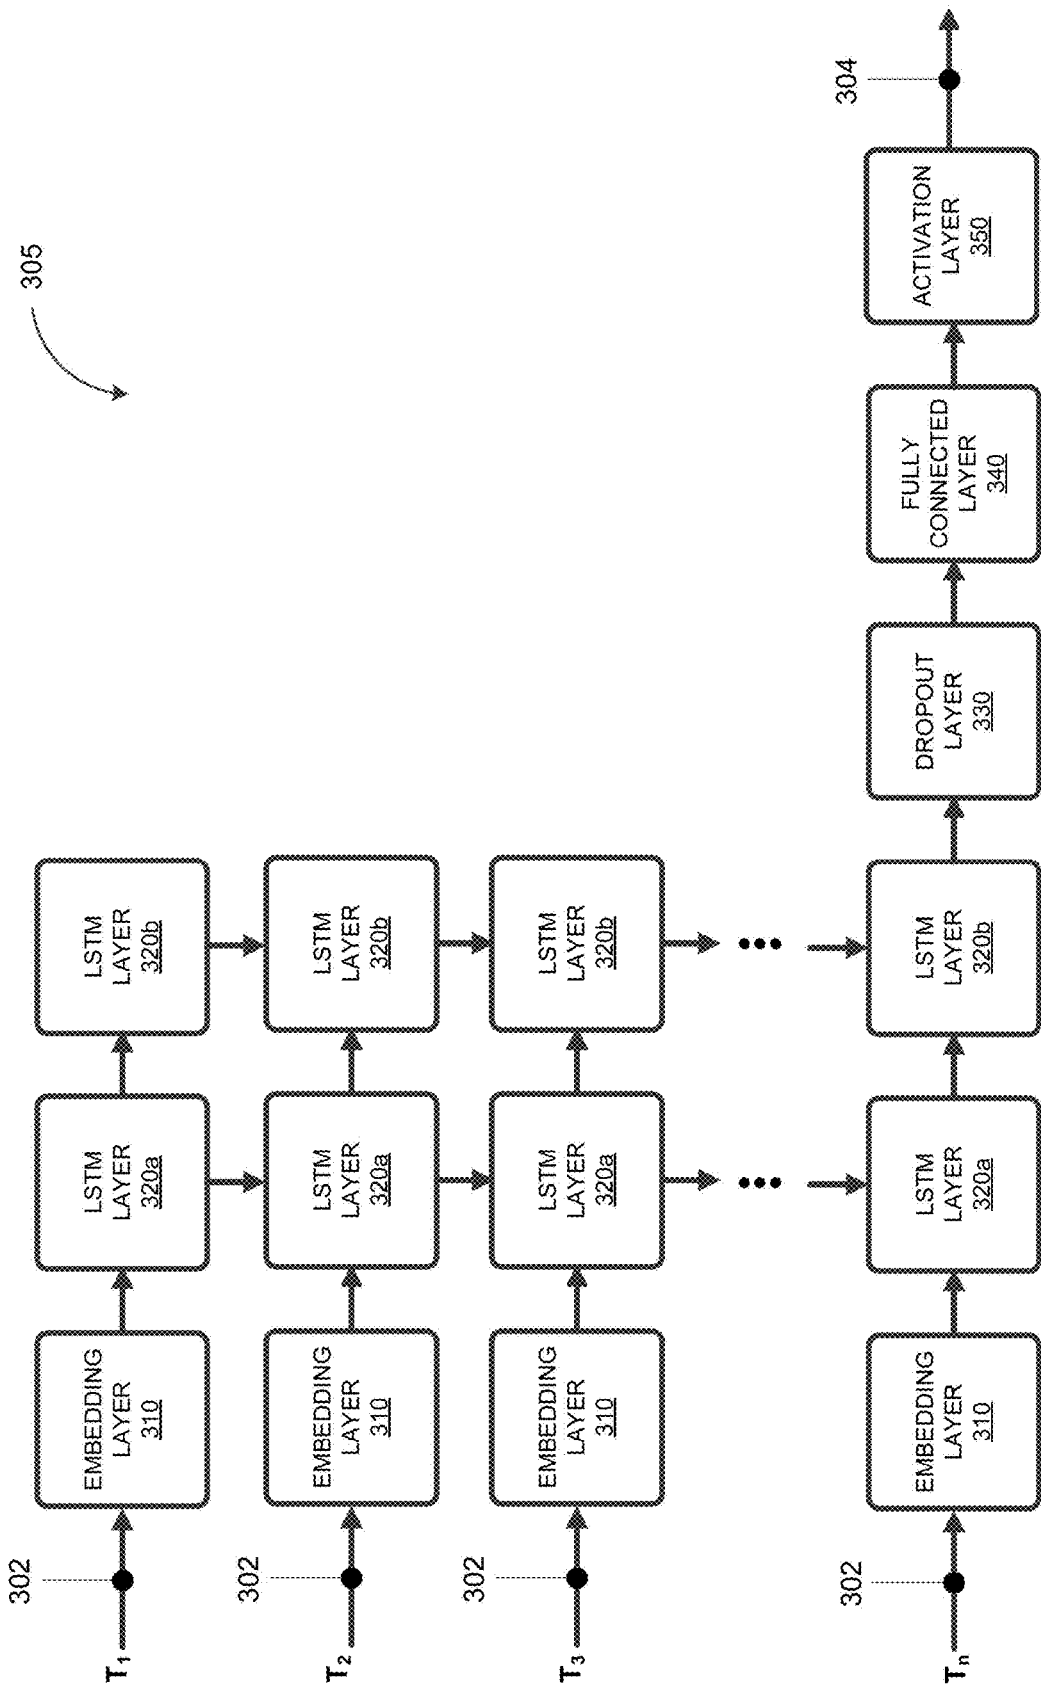 305
T1
302
EMBEDDING
LAYER
310
LSTM
LAYER
320a
LSTM
LAYER
320b
T2
302
EMBEDDING
LAYER
310
LSTM
LAYER
320a
LSTM
LAYER
320b
T3
302
EMBEDDING
LAYER
310
LSTM
LAYER
320a
LSTM
LAYER
320b
Tn
302
EMBEDDING
LAYER
310
LSTM
LAYER
320a
LSTM
LAYER
320b
DROPOUT
LAYER
330
FULLY
CONNECTED
LAYER
340
ACTIVATION
LAYER
350
304